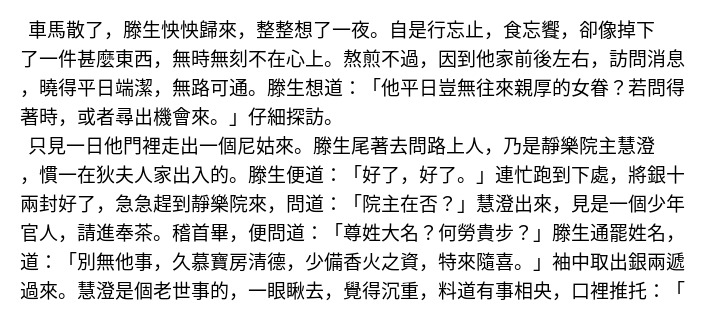 車馬散了，滕生怏怏歸來，整整想了一夜。自是行忘止，食忘饗，卻像掉下
了一件甚麼東西，無時無刻不在心上。熬煎不過，因到他家前後左右，訪問消息
，曉得平日端潔，無路可通。滕生想道：「他平日豈無往來親厚的女眷？若問得
著時，或者尋出機會來。」仔細探訪。
只見一日他門裡走出一個尼姑來。滕生尾著去問路上人，乃是靜樂院主慧澄
，慣一在狄夫人家出入的。滕生便道：「好了，好了。」連忙跑到下處，將銀十
兩封好了，急急趕到靜樂院來，問道：「院主在否？」慧澄出來，見是一個少年
官人，請進奉茶。稽首畢，便問道：「尊姓大名？何勞貴步？」滕生通罷姓名，
道：「別無他事，久慕寶房清德，少備香火之資，特來隨喜。」袖中取出銀兩遞
過來。慧澄是個老世事的，一眼瞅去，覺得沉重，料道有事相央，口裡推托：「